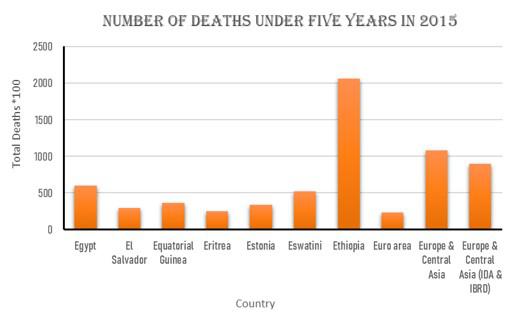 NUMBER OF DEATHS UNDER FIVE YEARS IN 2015
2500
2000
1500
1000
500
0
Total Deaths *100
Egypt
El
Salvador
Equatorial
Guinea
Eritrea
Estonia
Eswatini
Ethiopia
Euro area
Europe &
Central
Asia
Europe &
Central
Asia (IDA &
IBRD)
Country